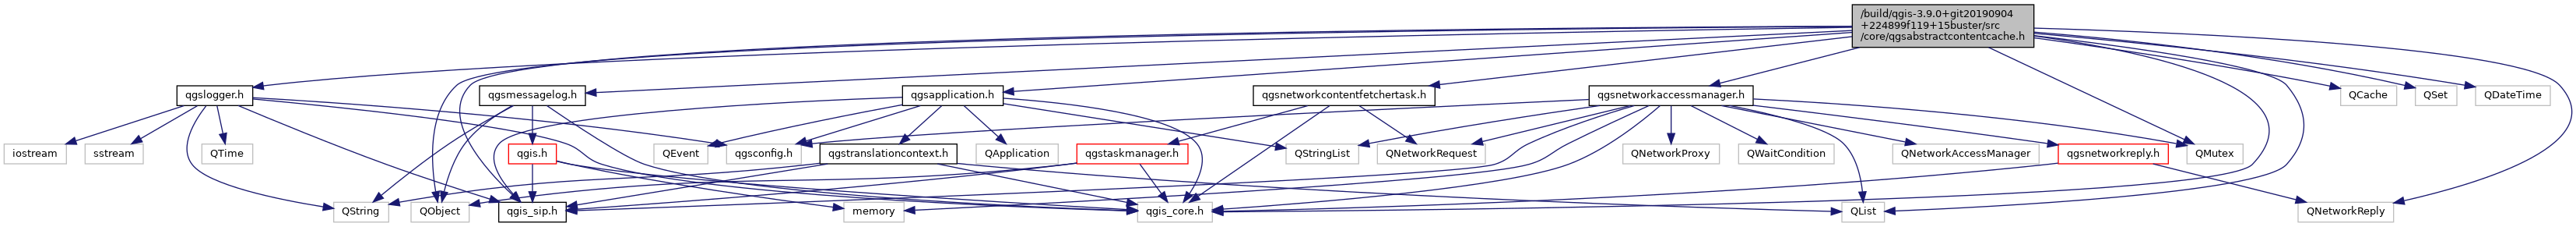 /build/qgis-3.9.0+git20190904
+224899f119+15buster/src
/core/qgsabstractcontentcache.h
qgslogger.h
qgsmessagelog.h
qgsapplication.h
qgsnetworkcontentfetchertask.h
qgsnetworkaccessmanager.h
QCache
QSet
QDateTime
iostream
sstream
QTime
qgis.h
QEvent
qgsconfig.h
qgstranslationcontext.h
QApplication
qgstaskmanager.h
QStringList
QNetworkRequest
QNetworkProxy
QWaitCondition
QNetworkAccessManager
qgsnetworkreply.h
QMutex
QString
QObject
qgis_sip.h
memory
qgis_core.h
QList
QNetworkReply